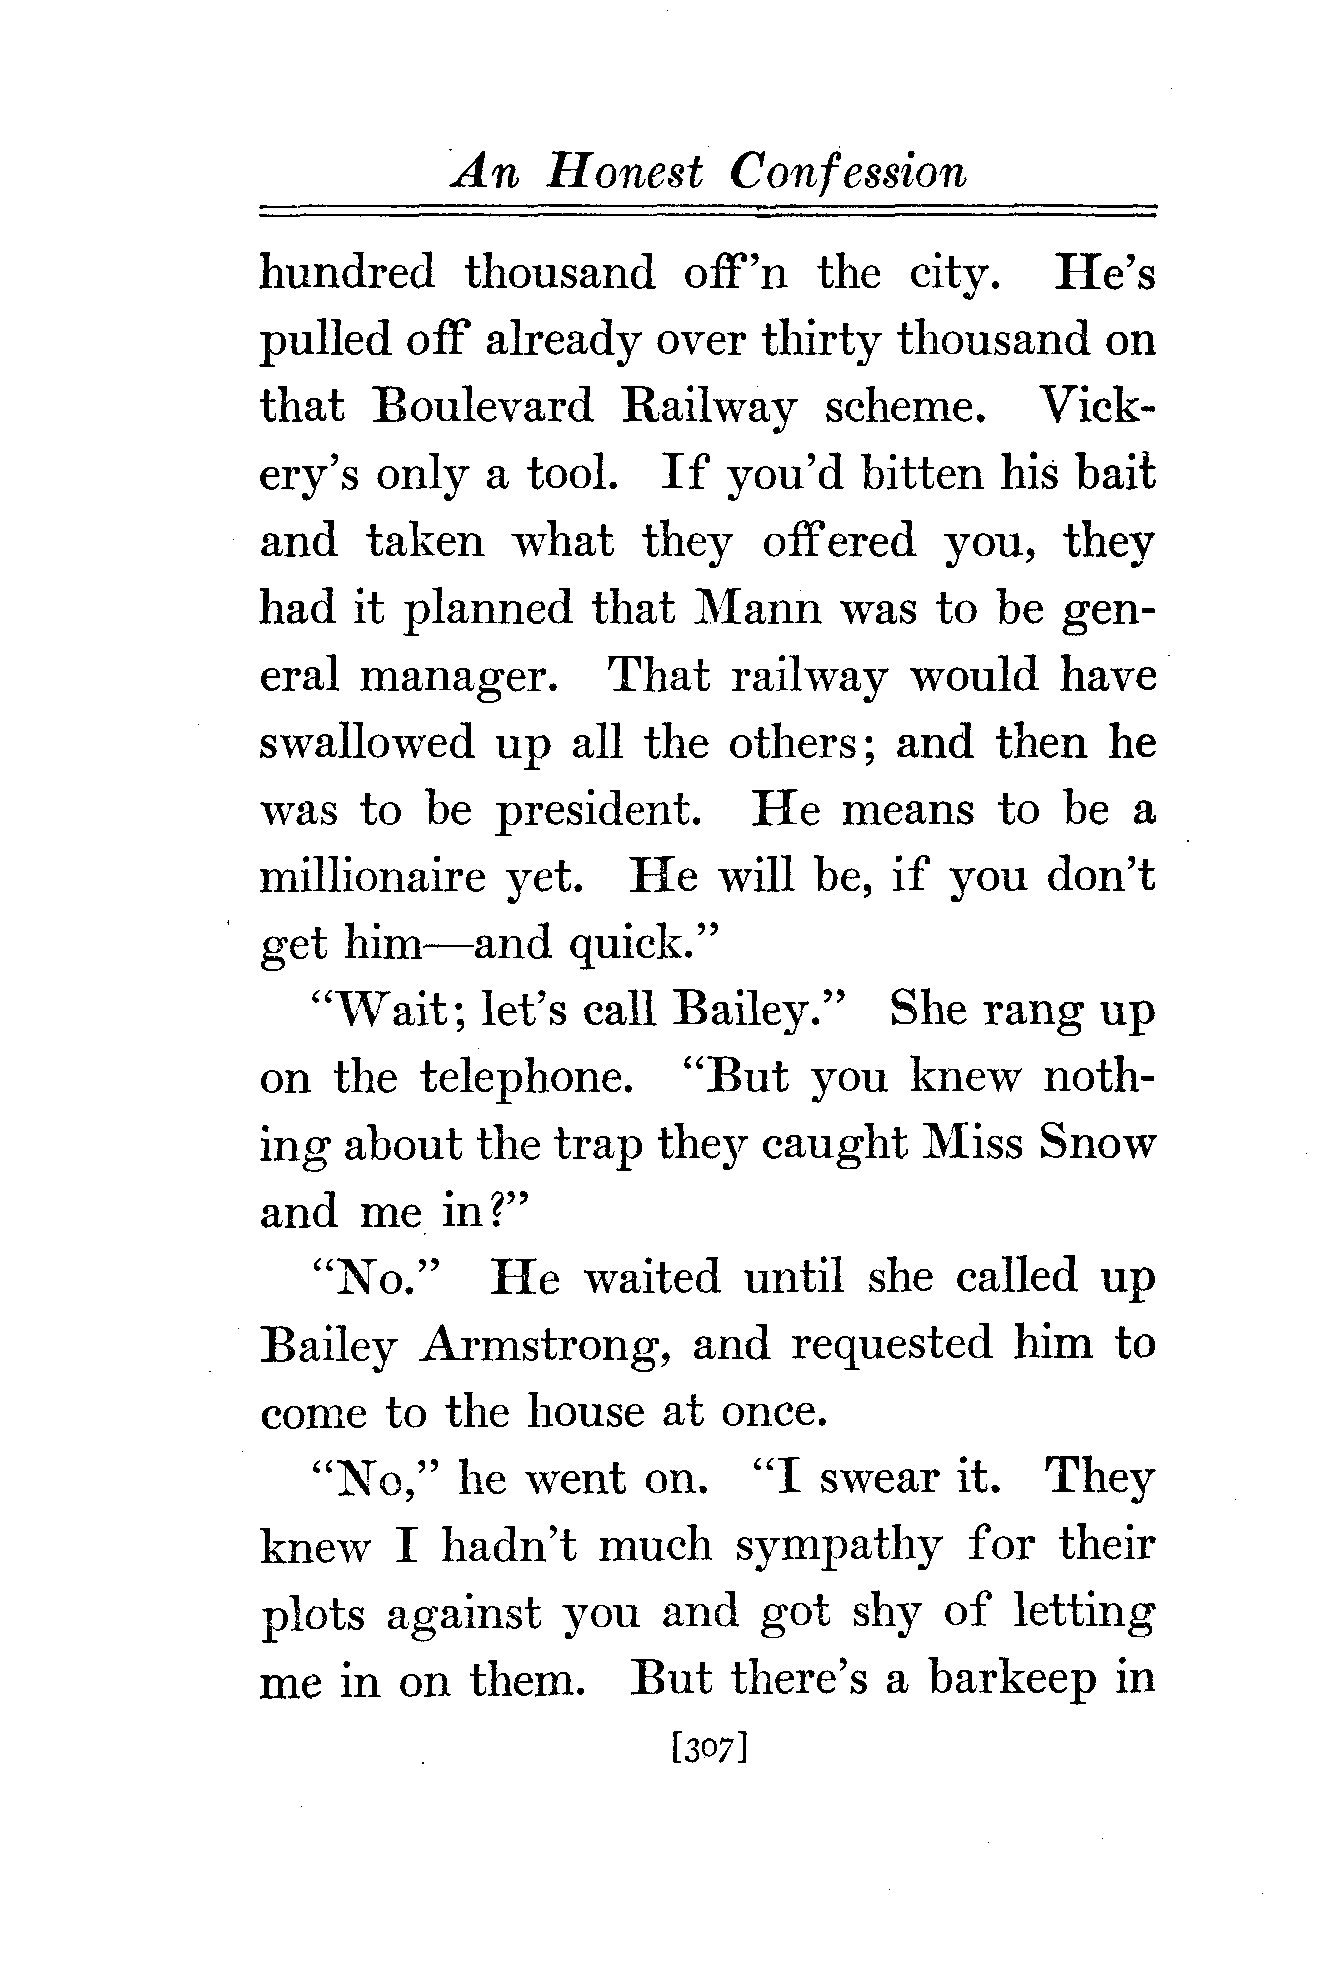 An Honest Confession
hundred thousand off'n the city. He's
pulled off already over thirty thousand on
that Boulevard Railway scheme. Vick-
ery's only a tool. If you'd bitten his bait
and taken what they offered you, they
had it planned that Mann was to be gen-
eral manager. That railway would have
swallowed up all the others; and then he
was to be president. He means to be a
millionaire yet. He will be, if you don't
get him—and quick."
"Wait; let's call Bailey." She rang up
on the telephone. "But you knew noth-
ing about the trap they caught Miss Snow
and me in?"
"No." He waited until she called up
Bailey Armstrong, and requested him to
come to the house at once.
"No," he went on. "I swear it. They
knew I hadn't much sympathy for their
plots against you and got shy of letting
me in on them. But there's a barkeep in
[307]